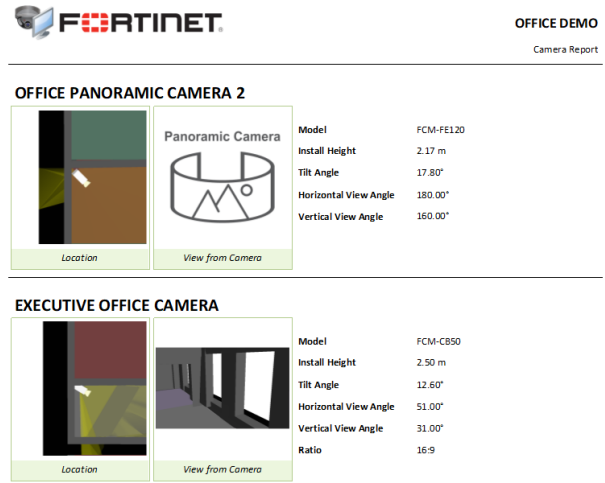 FORTINET
OFFICE DEMO
Camera Report
OFFICE PANORAMIC CAMERA 2
Panoramic Camera
Location
View from Camera
Model FCM-FE120
Install Height 2.17 m
Tilt Angle 17.80°
Horizontal View Angle 180.00°
Vertical View Angle 160.00°
EXECUTIVE OFFICE CAMERA
Location
View from Camera
Model FCM-CB50
Install Height 2.50 m
Tilt Angle 12.60°
Horizontal View Angle 51.00°
Vertical View Angle 31.00°
Ratio 16:9